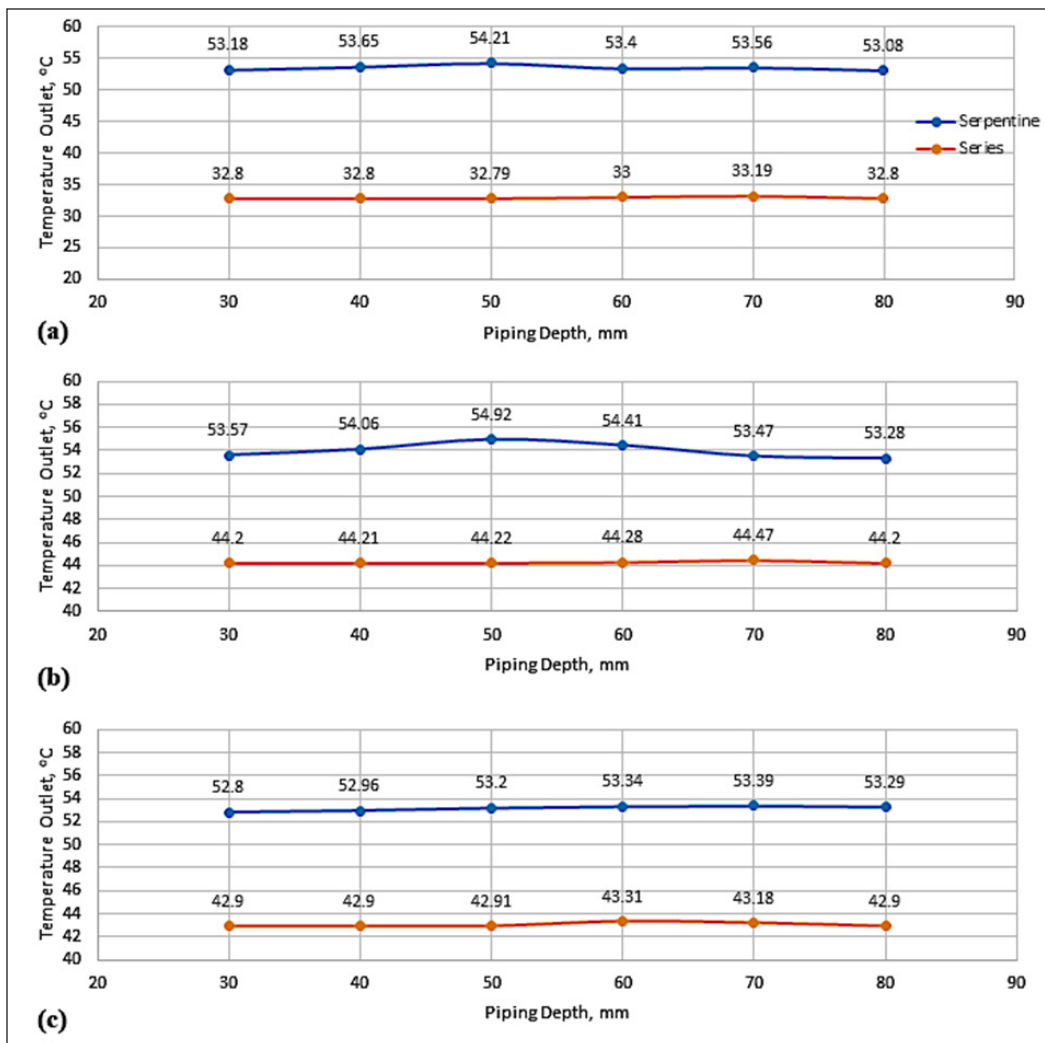 60
55
50
45
40
35
30
25
20
Temperature Outlet, °C
53.18 53.65 54.21 53.4 53.56 53.08
32.8 32.8 32.79 33 33.19 32.8
Serpentine
Series
20 30 40 50 60 70 80 90
Piping Depth, mm
(a)
60
58
56
54
52
50
48
46
44
42
40
Temperature Outlet, °C
53.57 54.06 54.92 54.41 53.47 53.28
44.2 44.21 44.22 44.28 44.47 44.2
20 30 40 50 60 70 80 90
Piping Depth, mm
(b)
60
58
56
54
52
50
48
46
44
42
40
Temperature Outlet, °C
52.8 52.96 53.2 53.34 53.39 53.29
42.9 42.9 42.91 43.31 43.18 42.9
20 30 40 50 60 70 80 90
Piping Depth, mm
(c)